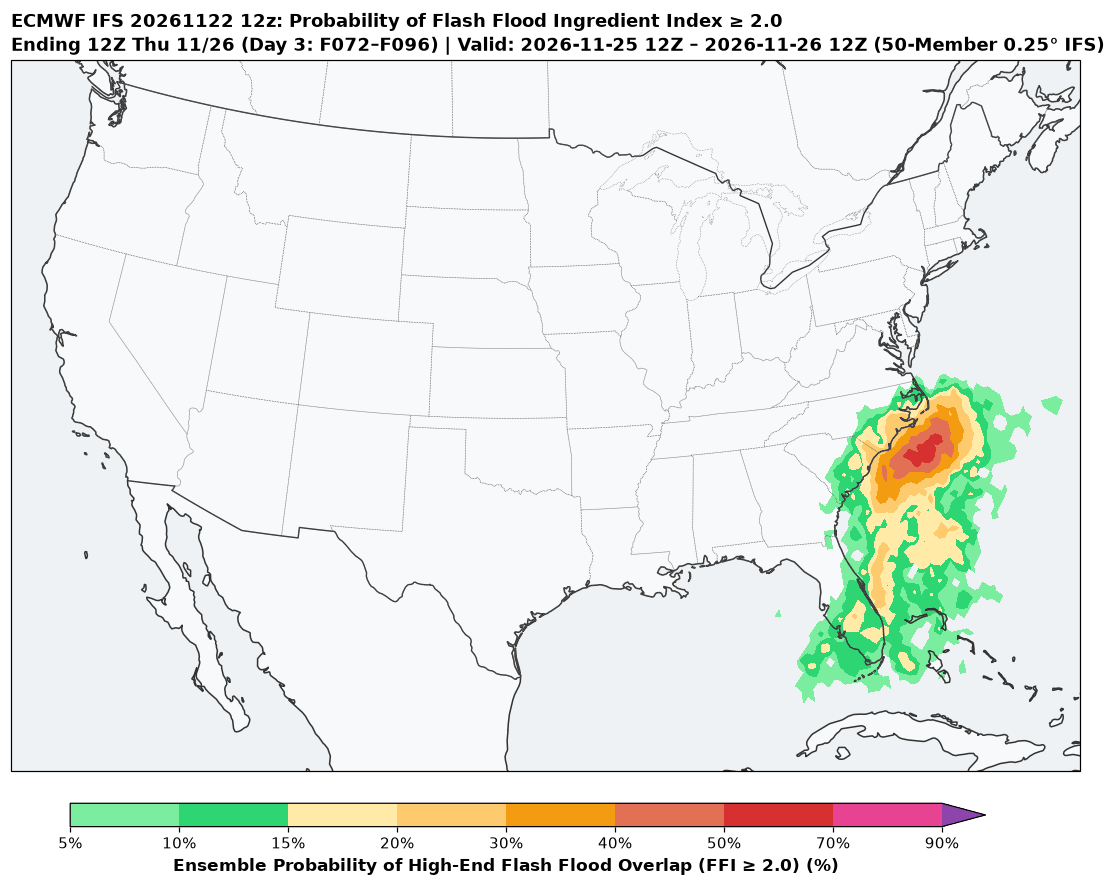 ECMWF IFS 20261122 12z: Probability of Flash Flood Ingredient Index ≥ 2.0
Ending 12Z Thu 11/26 (Day 3: F072–F096) | Valid: 2026-11-25 12Z – 2026-11-26 12Z (50-Member 0.25° IFS)
5% 10% 15% 20% 30% 40% 50% 70% 90%
Ensemble Probability of High-End Flash Flood Overlap (FFI ≥ 2.0) (%)